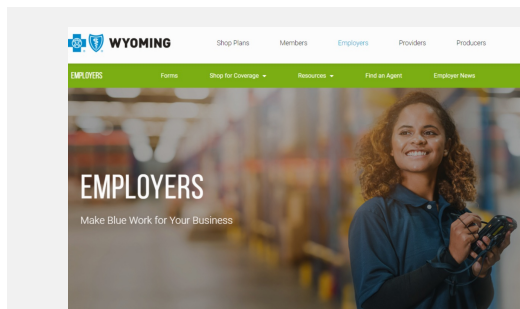 WYOMING
Shop Plans Members Employers Providers Producers
EMPLOYERS Forms Shop for Coverage Resources Find an Agent Employer News
EMPLOYERS
Make Blue Work for Your Business